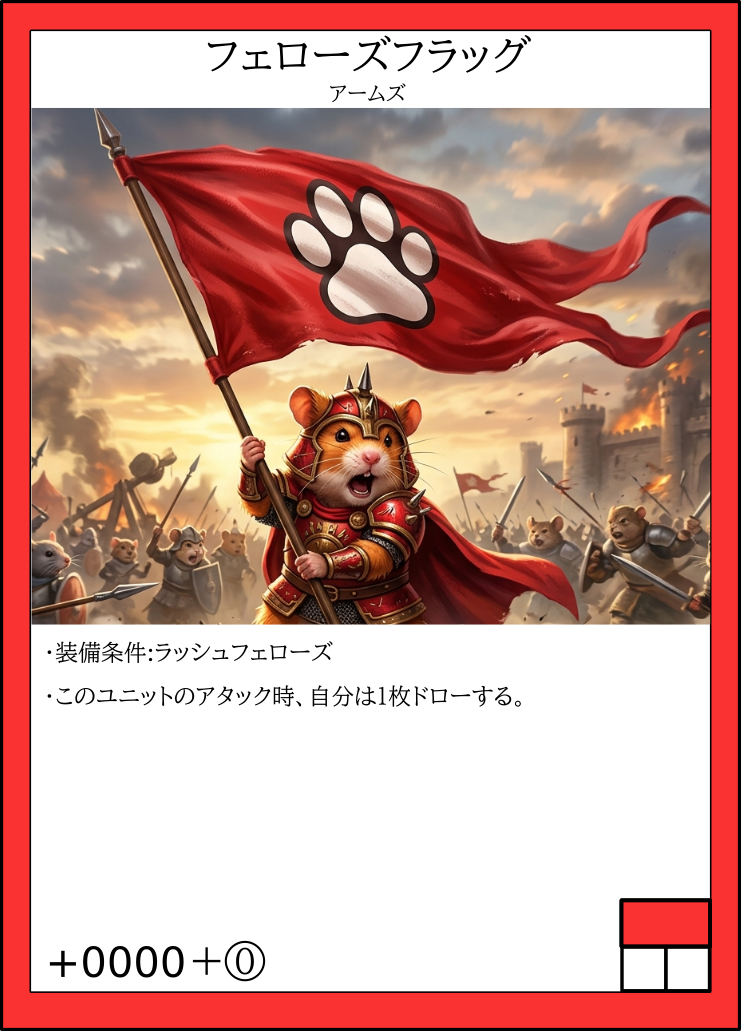 フェローズフラッグ
アームズ
・装備条件:ラッシュフェローズ
・このユニットのアタック時、自分は1枚ドローする。
+0000+⓪